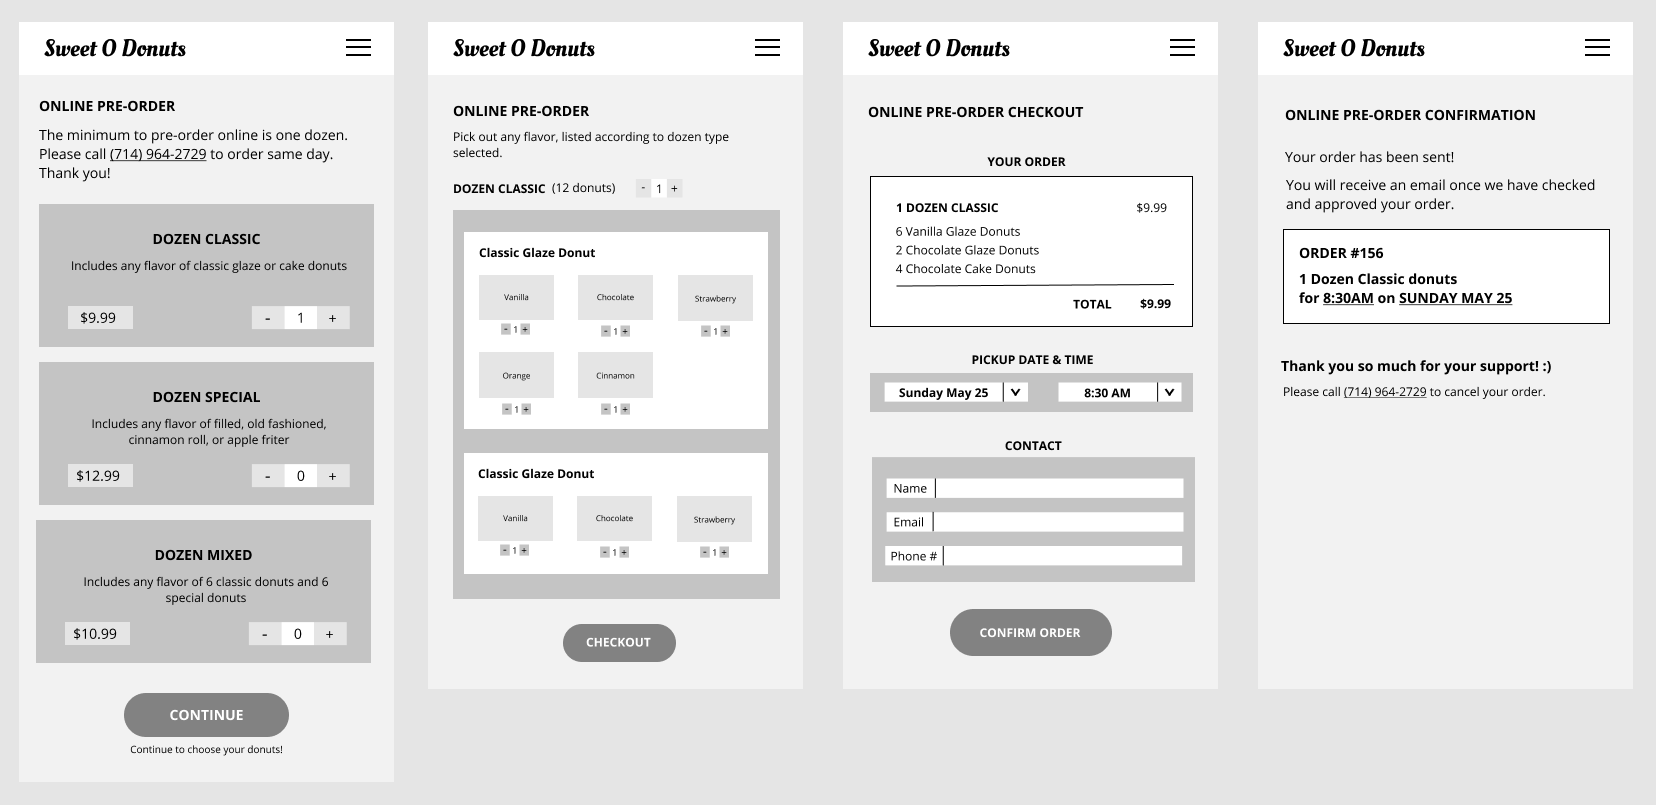 Sweet O Donuts
ONLINE PRE-ORDER
The minimum to pre-order online is one dozen.
Please call (714) 964-2729 to order same day.
Thank you!
DOZEN CLASSIC
Includes any flavor of classic glaze or cake donuts
$9.99 - 1 +
DOZEN SPECIAL
Includes any flavor of filled, old fashioned,
cinnamon roll, or apple friter
$12.99 - 0 +
DOZEN MIXED
Includes any flavor of 6 classic donuts and 6
special donuts
$10.99 - 0 +
CONTINUE
Continue to choose your donuts!
Sweet O Donuts
ONLINE PRE-ORDER
Pick out any flavor, listed according to dozen type
selected.
DOZEN CLASSIC (12 donuts) - 1 +
Classic Glaze Donut
Vanilla Chocolate Strawberry
- 1 + - 1 + - 1 +
Orange Cinnamon
- 1 + - 1 +
Classic Glaze Donut
Vanilla Chocolate Strawberry
- 1 + - 1 + - 1 +
CHECKOUT
Sweet O Donuts
ONLINE PRE-ORDER CHECKOUT
YOUR ORDER
1 DOZEN CLASSIC $9.99
6 Vanilla Glaze Donuts
2 Chocolate Glaze Donuts
4 Chocolate Cake Donuts
TOTAL $9.99
PICKUP DATE & TIME
Sunday May 25 8:30 AM
CONTACT
Name
Email
Phone #
CONFIRM ORDER
Sweet O Donuts
ONLINE PRE-ORDER CONFIRMATION
Your order has been sent!
You will receive an email once we have checked
and approved your order.
ORDER #156
1 Dozen Classic donuts
for 8:30AM on SUNDAY MAY 25
Thank you so much for your support! :)
Please call (714) 964-2729 to cancel your order.